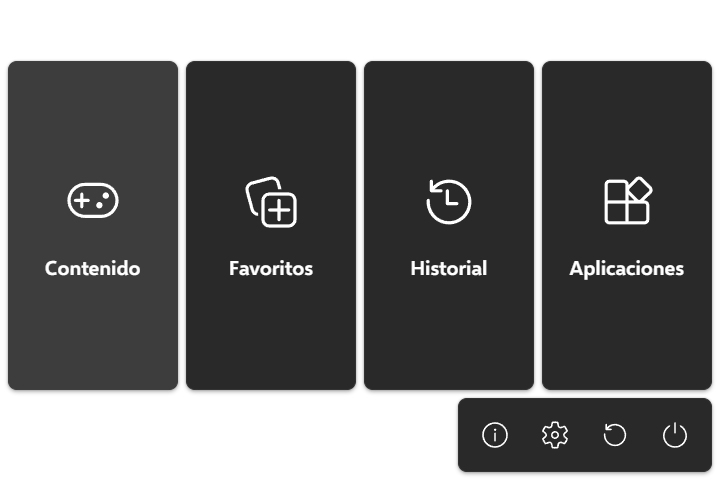 Contenido
Favoritos
Historial
Aplicaciones